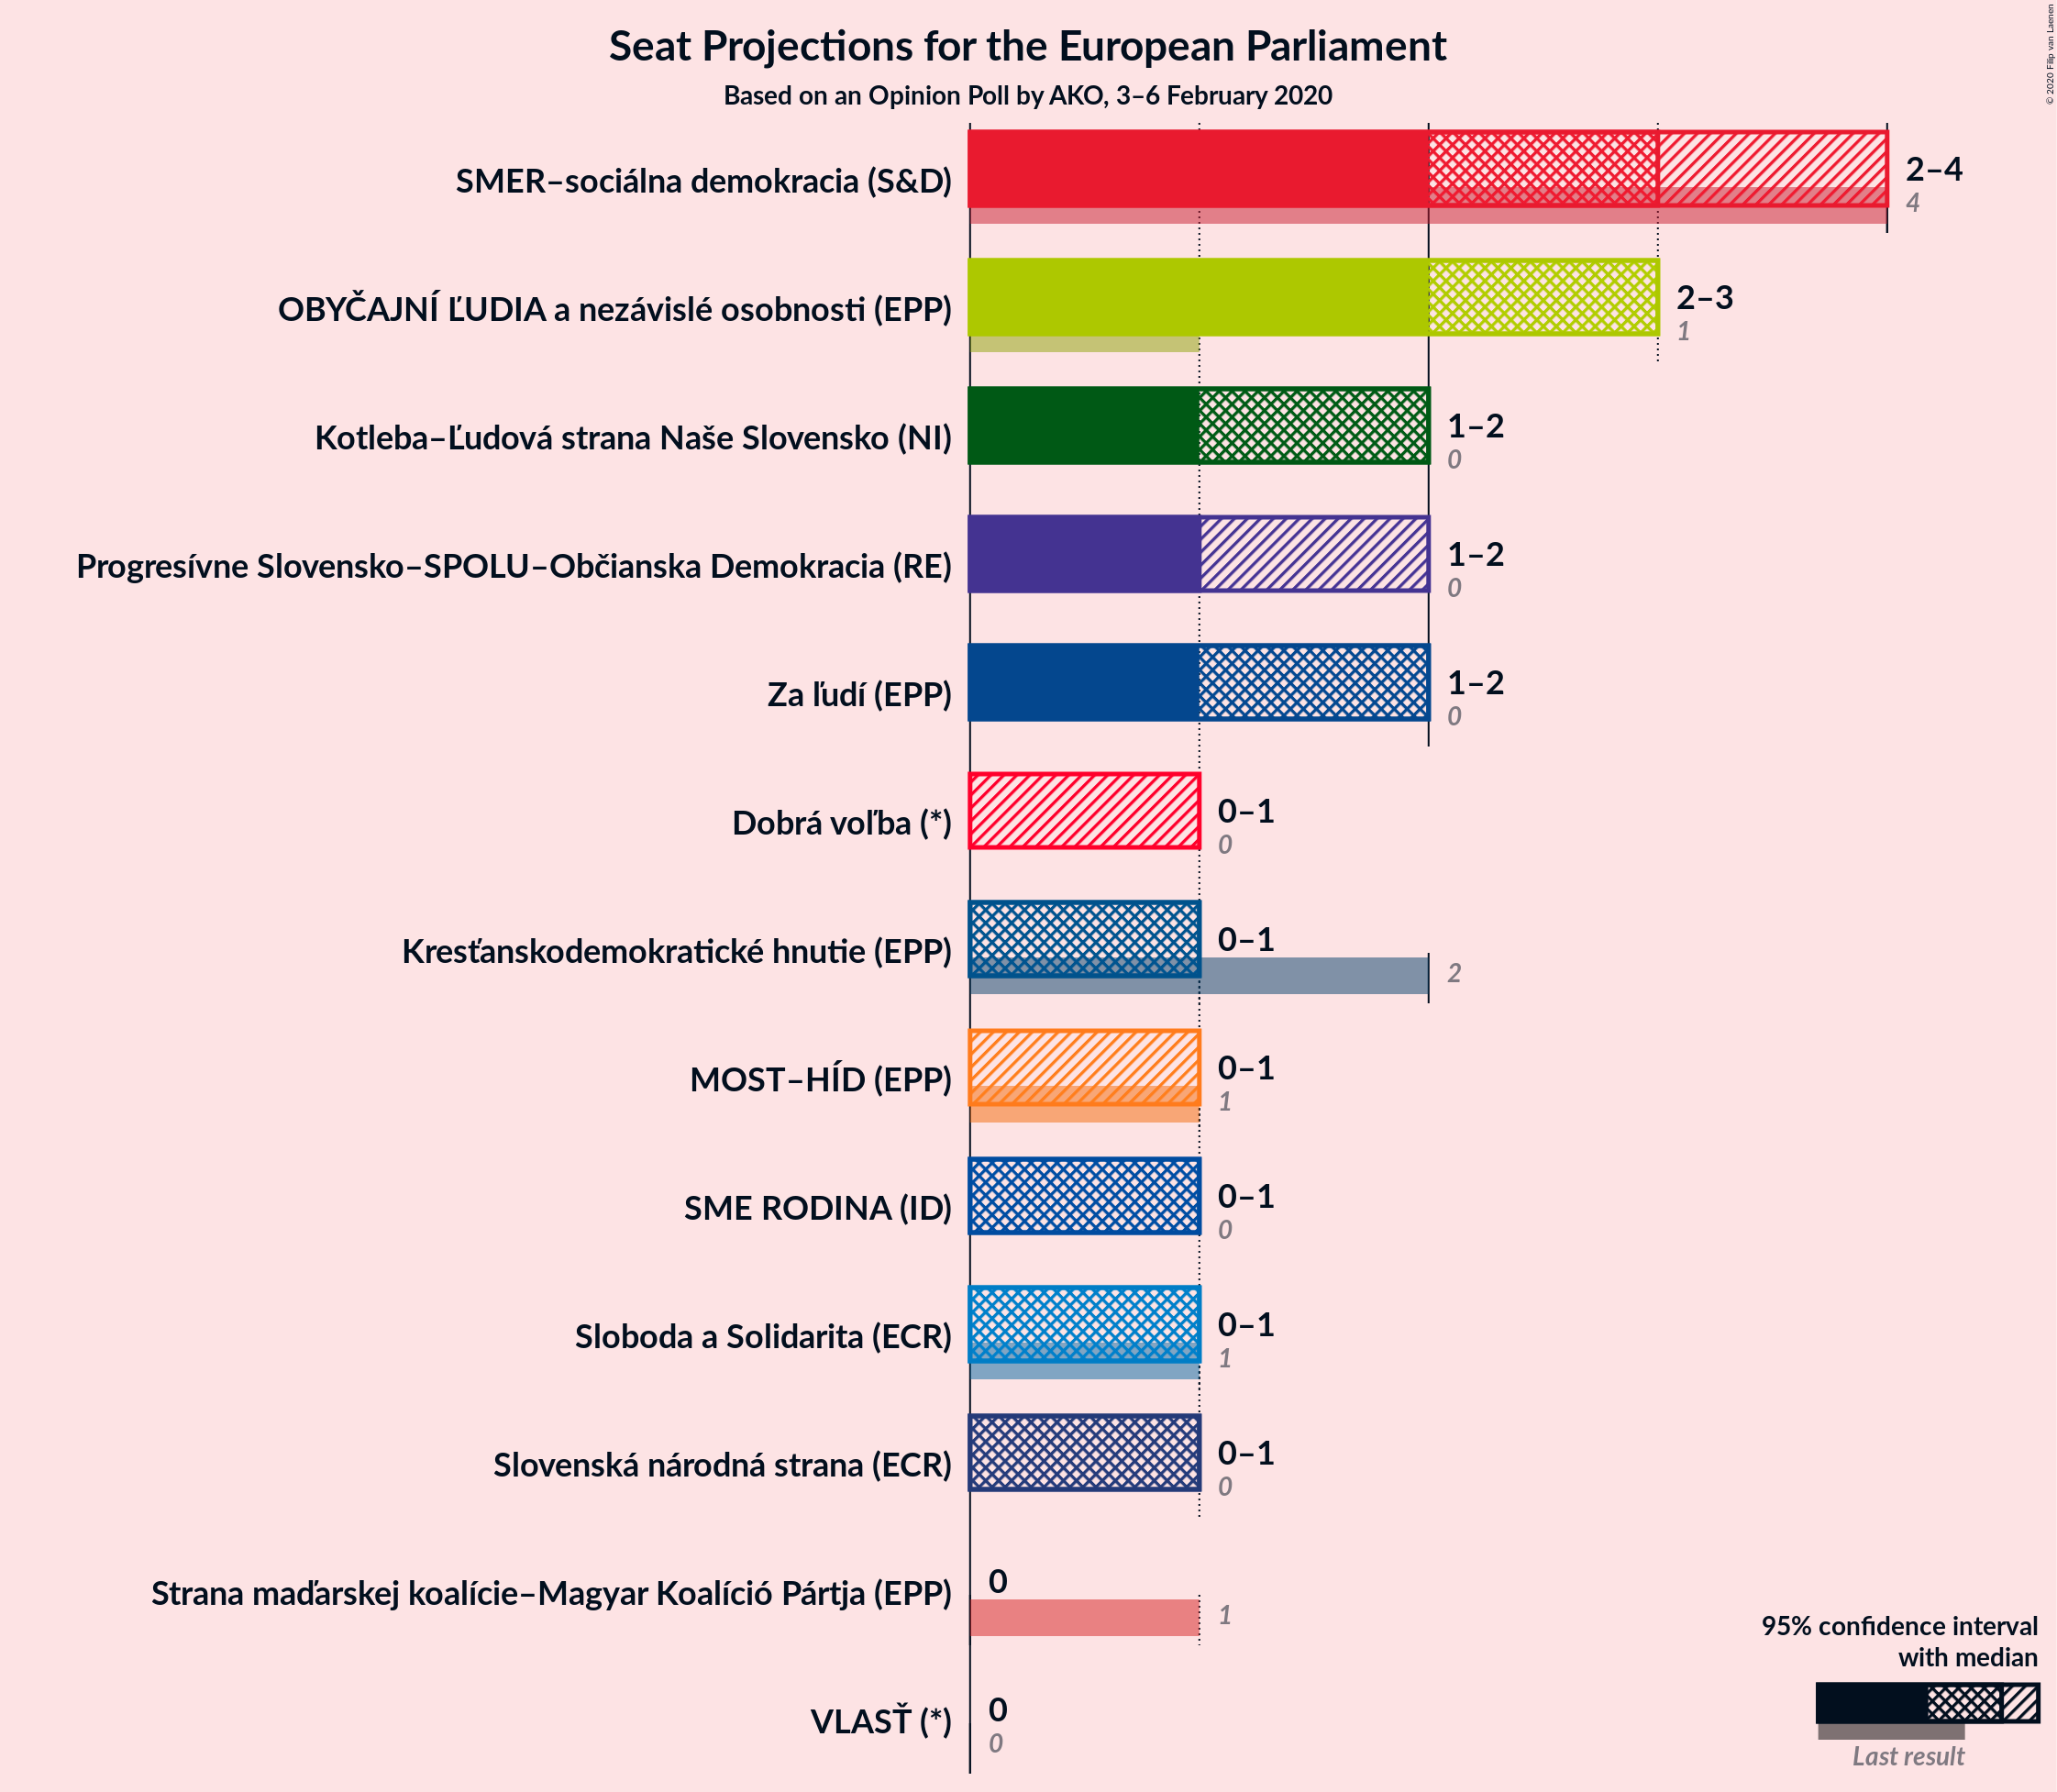 Seat Projections for the European Parliament
Based on an Opinion Poll by AKO, 3–6 February 2020
© 2020 Filip van Laenen
SMER–sociálna demokracia (S&D)
2–4
4
OBYČAJNÍ ĽUDIA a nezávislé osobnosti (EPP)
2–3
1
Kotleba–Ľudová strana Naše Slovensko (NI)
1–2
0
Progresívne Slovensko–SPOLU–Občianska Demokracia (RE)
1–2
0
Za ľudí (EPP)
1–2
0
Dobrá voľba (*)
0–1
0
Kresťanskodemokratické hnutie (EPP)
0–1
2
MOST–HÍD (EPP)
0–1
1
SME RODINA (ID)
0–1
0
Sloboda a Solidarita (ECR)
0–1
1
Slovenská národná strana (ECR)
0–1
0
Strana maďarskej koalície–Magyar Koalíció Pártja (EPP)
0
1
VLASŤ (*)
0
0
95% confidence interval
with median
Last result